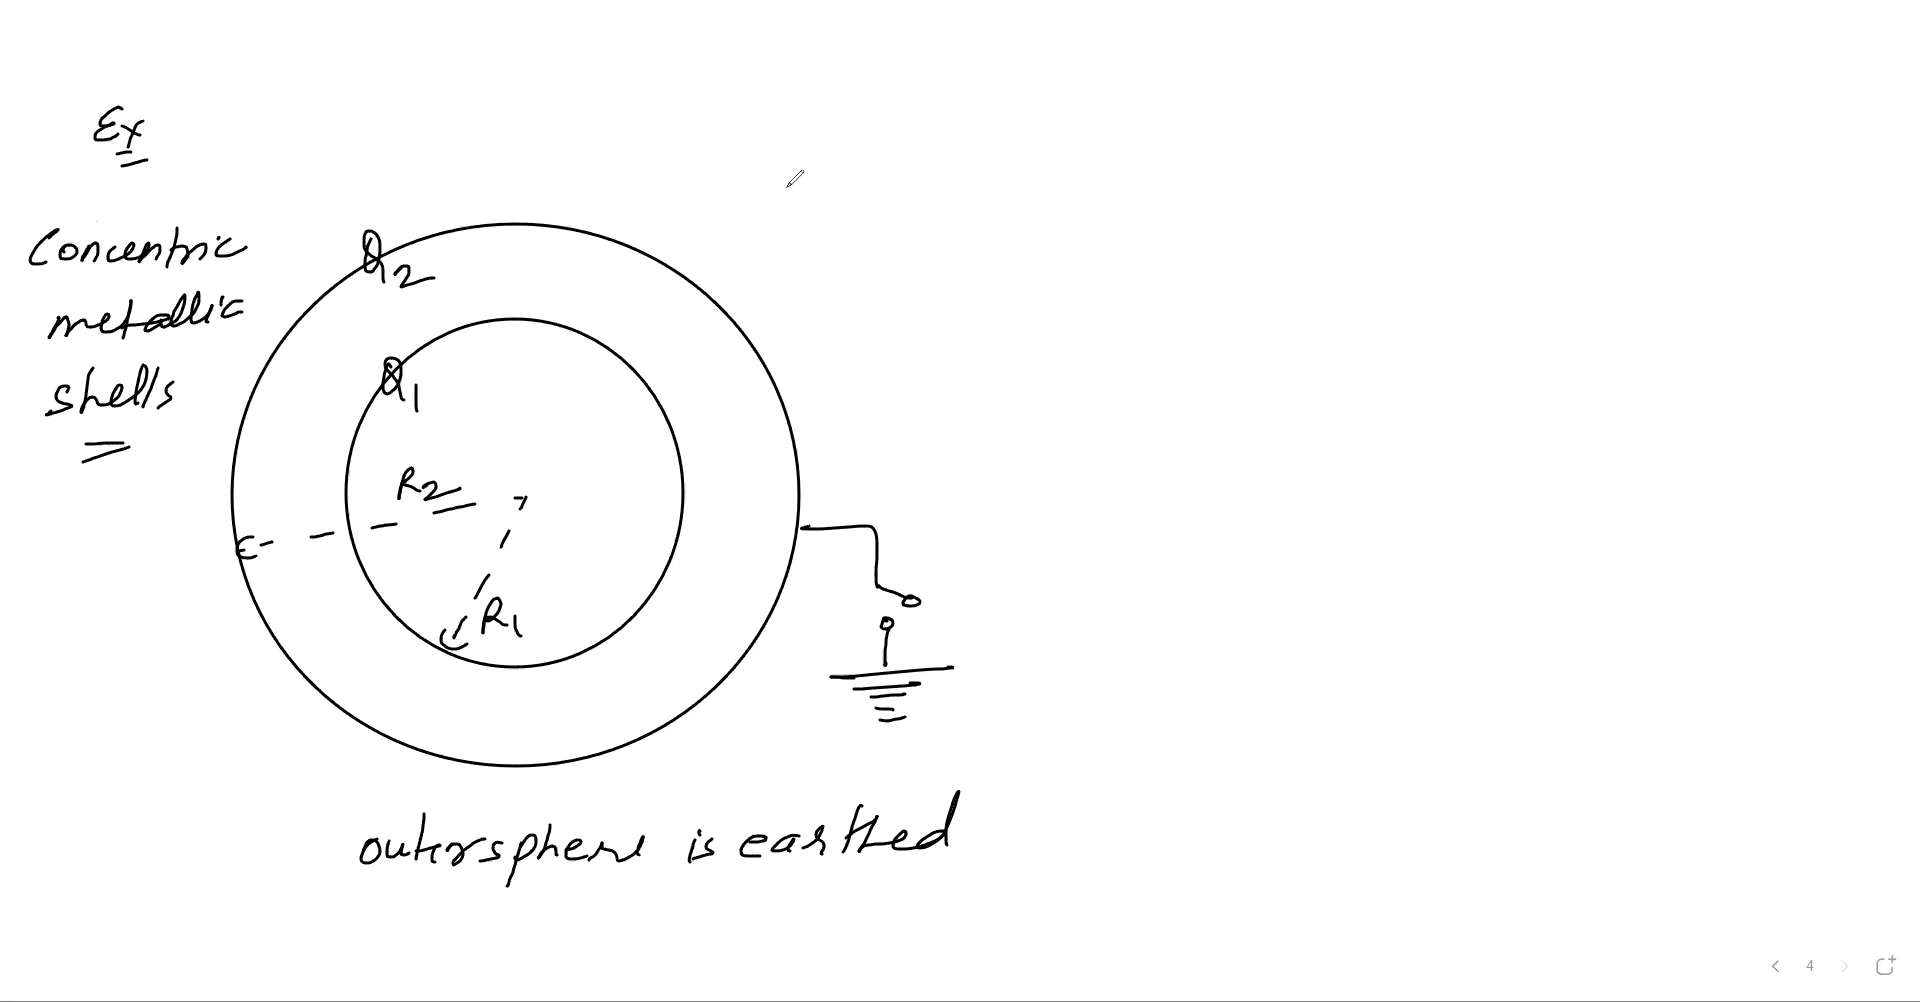 Ex
Concentric
metallic
shells
Q2
Q1
R2
R1
outersphere is earthed
4